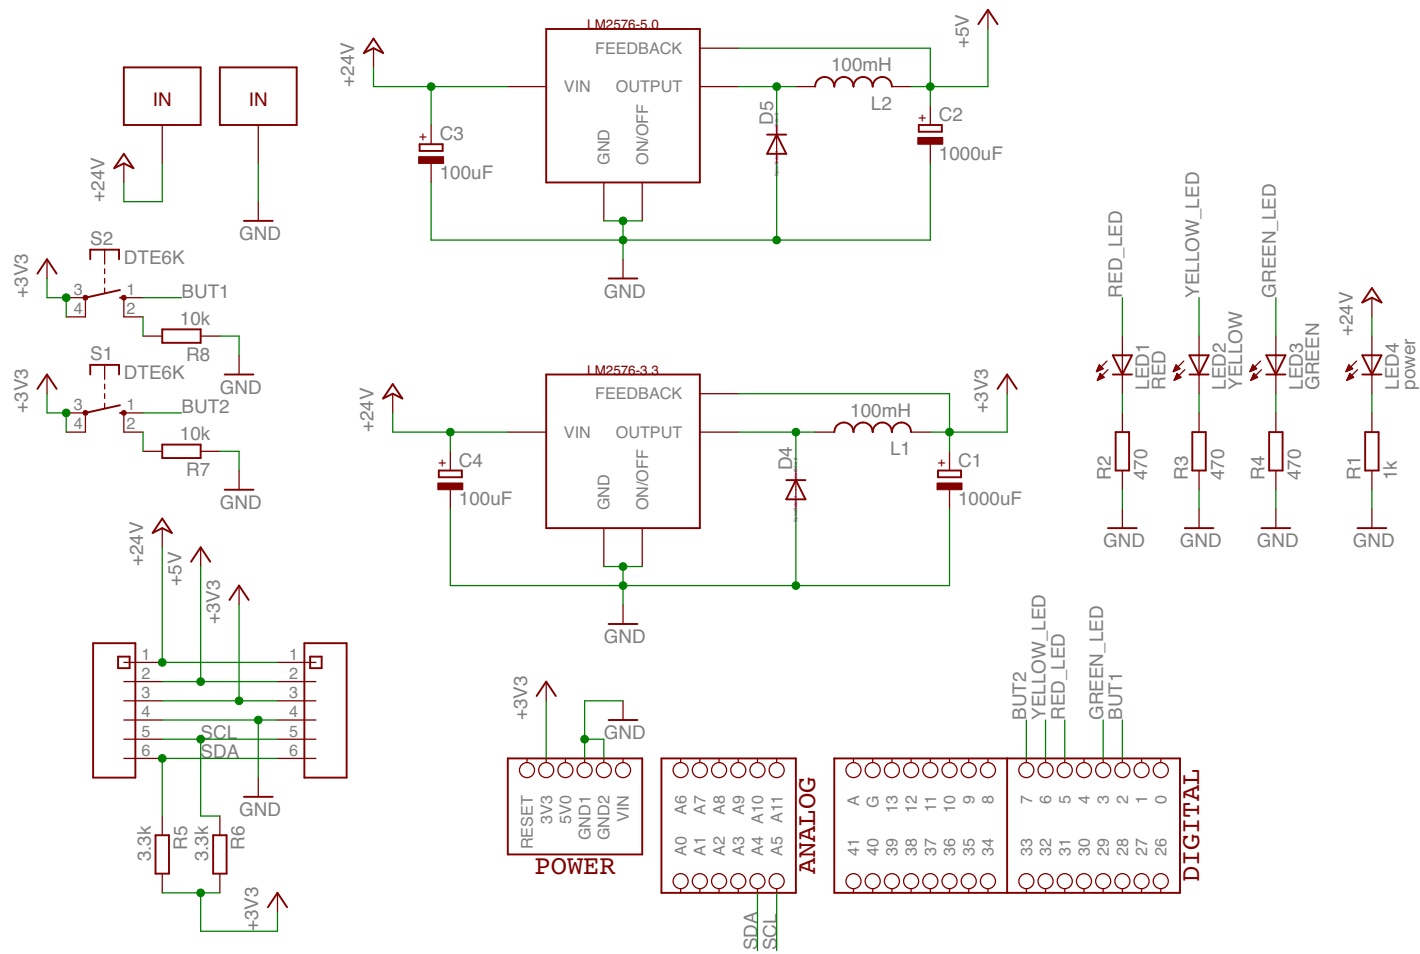 IN
IN
+24V
GND
LM2576-5.0
+24V
FEEDBACK
VIN
OUTPUT
GND
ON/OFF
C3
+
100uF
D5
100mH
L2
+5V
C2
+
1000uF
GND
S2
DTE6K
+3V3
3
4
1
2
BUT1
10k
R8
GND
S1
DTE6K
+3V3
3
4
1
2
BUT2
10k
R7
GND
LM2576-3.3
+24V
FEEDBACK
VIN
OUTPUT
GND
ON/OFF
C4
+
100uF
D4
100mH
L1
+3V3
C1
+
1000uF
GND
RED_LED
LED1
RED
R2
470
GND
YELLOW_LED
LED2
YELLOW
R3
470
GND
GREEN_LED
LED3
GREEN
R4
470
GND
+24V
LED4
power
R1
1k
GND
+24V
+5V
+3V3
1
2
3
4
5
6
SCL
SDA
1
2
3
4
5
6
GND
3.3k
R5
3.3k
R6
+3V3
+3V3
GND
RESET
3V3
5V0
GND1
GND2
VIN
POWER
A6
A7
A8
A9
A10
A11
A0
A1
A2
A3
A4
A5
ANALOG
SDA
SCL
BUT2
YELLOW_LED
RED_LED
GREEN_LED
BUT1
A
G
13
12
11
10
9
8
7
6
5
4
3
2
1
0
41
40
39
38
37
36
35
34
33
32
31
30
29
28
27
26
DIGITAL